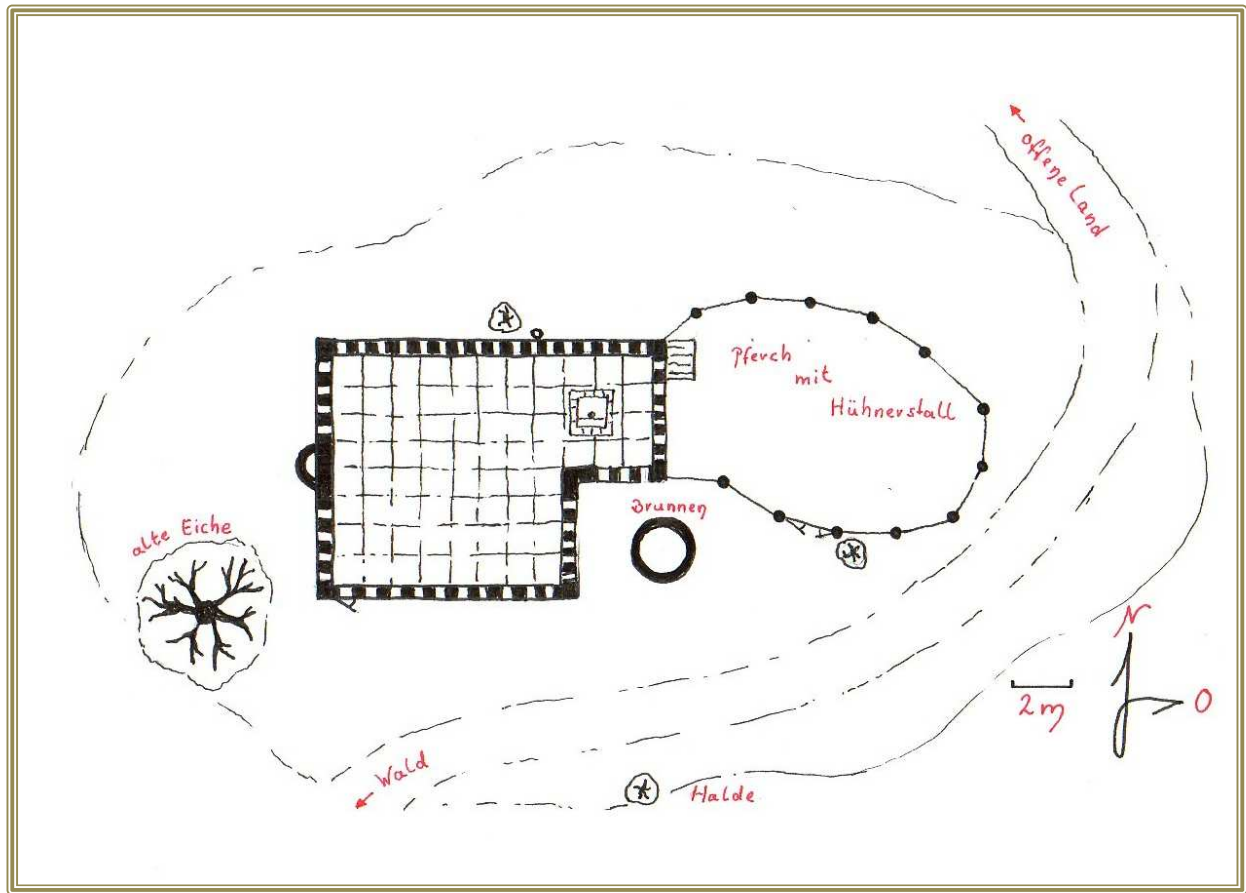 offene Land
Pferch
mit
Hühnerstall
Brunnen
alte Eiche
N
O
2m
Wald
Halde